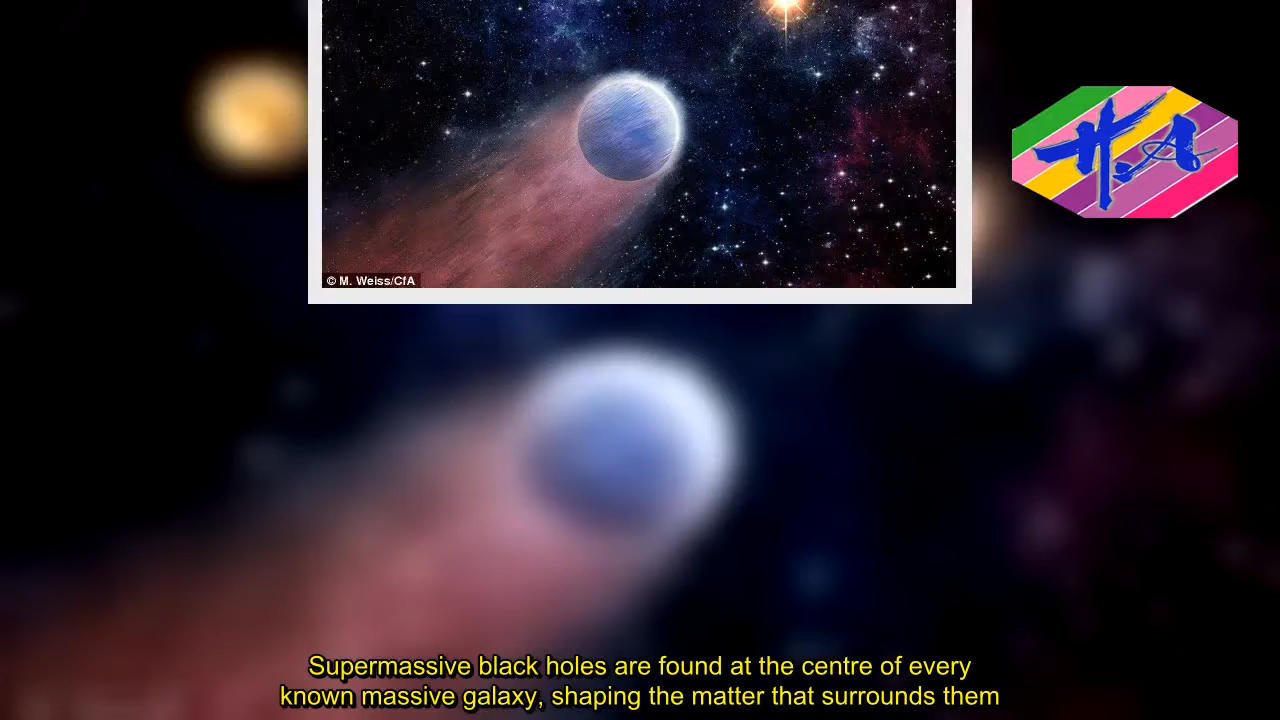 © M. Weiss/CfA
H.A
Supermassive black holes are found at the centre of every
known massive galaxy, shaping the matter that surrounds them